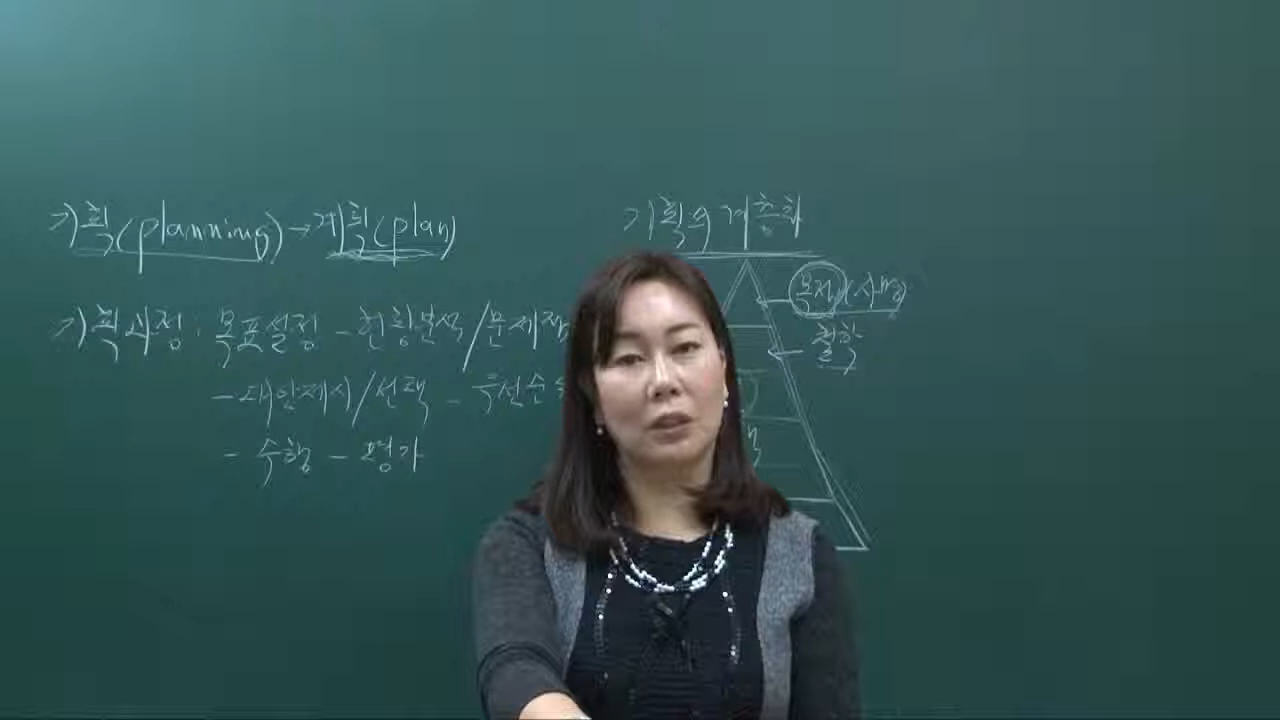 기획(planning)→계획(plan)
기획과정: 목표설정 - 현황분석/문제
- 대안제시/선택 - 우선순
- 수행 - 평가
기획의 계층화
목적(사명)
철학